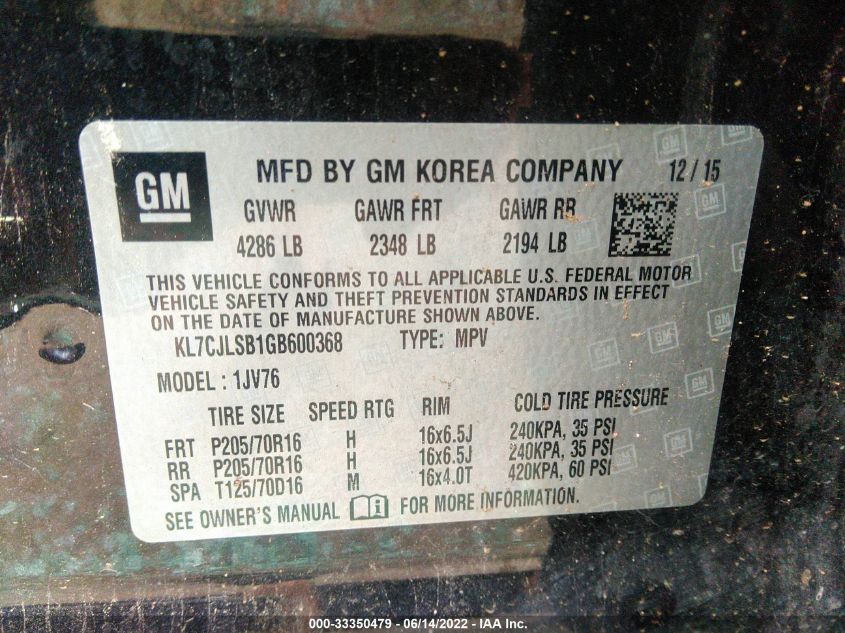 GM MFD BY GM KOREA COMPANY 12/15
GVWR GAWR FRT GAWR RR
4286 LB 2348 LB 2194 LB
THIS VEHICLE CONFORMS TO ALL APPLICABLE U.S. FEDERAL MOTOR
VEHICLE SAFETY AND THEFT PREVENTION STANDARDS IN EFFECT
ON THE DATE OF MANUFACTURE SHOWN ABOVE.
KL7CJLSB1GB600368 TYPE: MPV
MODEL : 1JV76
TIRE SIZE SPEED RTG RIM COLD TIRE PRESSURE
FRT P205/70R16 H 16x6.5J 240KPA, 35 PSI
RR P205/70R16 H 16x6.5J 240KPA, 35 PSI
SPA T125/70D16 M 16x4.0T 420KPA, 60 PSI
SEE OWNER'S MANUAL FOR MORE INFORMATION.
000-33350479 - 06/14/2022 - IAA Inc.